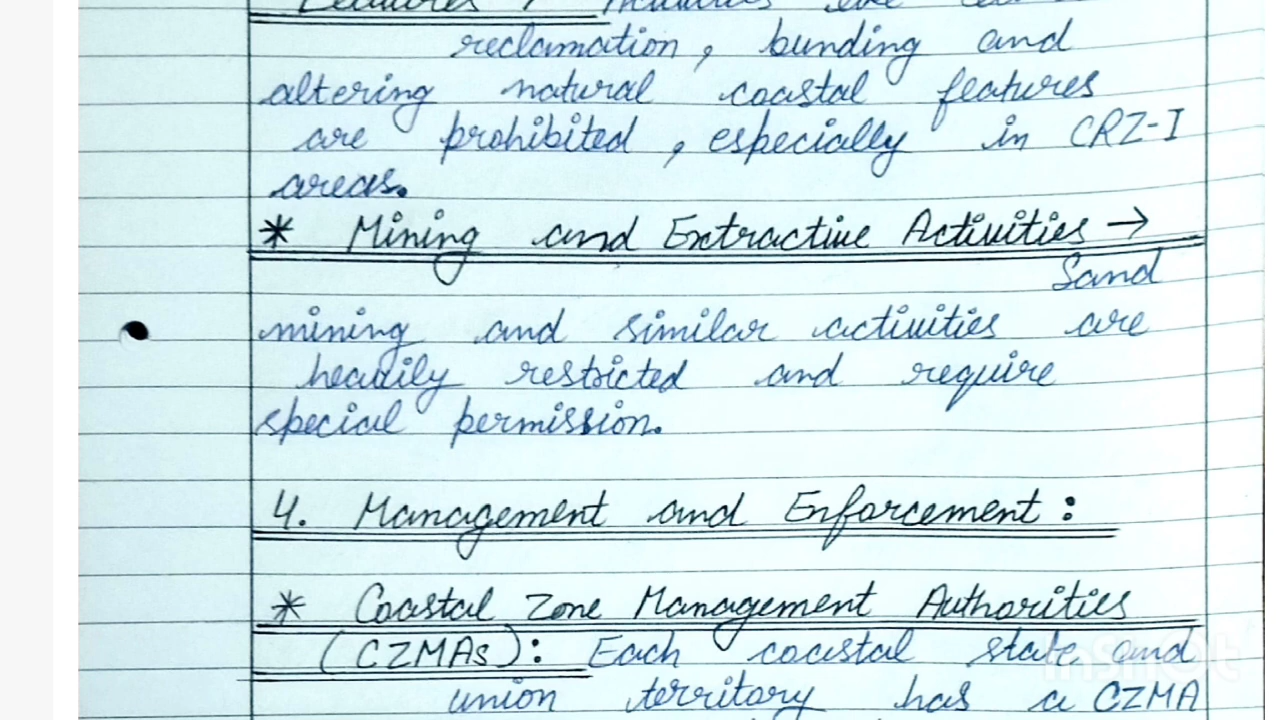 reclamation, bunding and
altering natural coastal features
are prohibited, especially in CRZ-I
areas.
* Mining and Extractive Activities →
Sand
mining and similar activities are
heavily restricted and require
special permission.
4. Management and Enforcement:
* Coastal Zone Management Authorities
(CZMAs): Each coastal state and
union territory has a CZMA